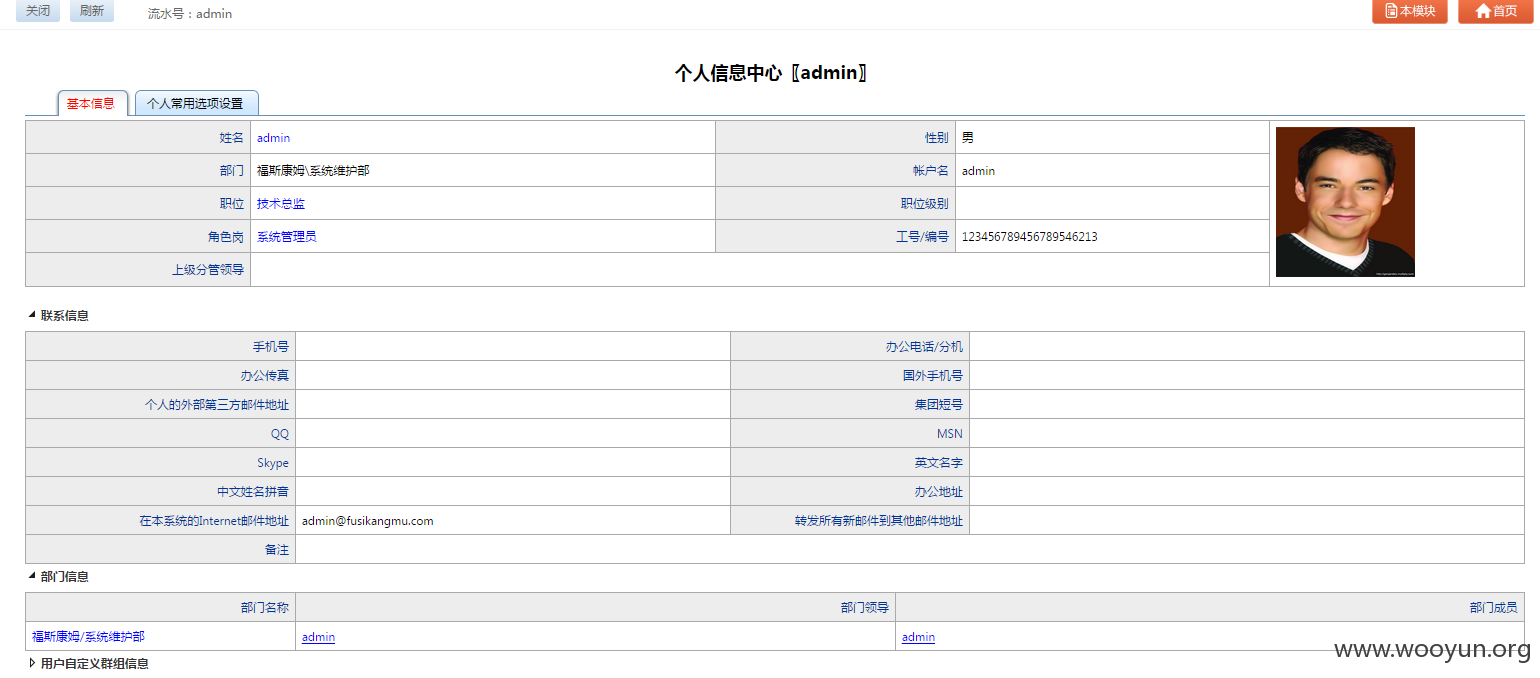 关闭 刷新 流水号：admin 本模块 首页
个人信息中心〖admin〗
基本信息 个人常用选项设置
姓名 admin 性别 男
部门 福斯康姆\系统维护部 帐户名 admin
职位 技术总监 职位级别
角色岗 系统管理员 工号/编号 123456789456789546213
上级分管领导
联系信息
手机号 办公电话/分机
办公传真 国外手机号
个人的外部第三方邮件地址 集团短号
QQ MSN
Skype 英文名字
中文姓名拼音 办公地址
在本系统的Internet邮件地址 admin@fusikangmu.com 转发所有新邮件到其他邮件地址
备注
部门信息
部门名称 部门领导 部门成员
福斯康姆/系统维护部 admin admin
用户自定义群组信息
www.wooyun.org